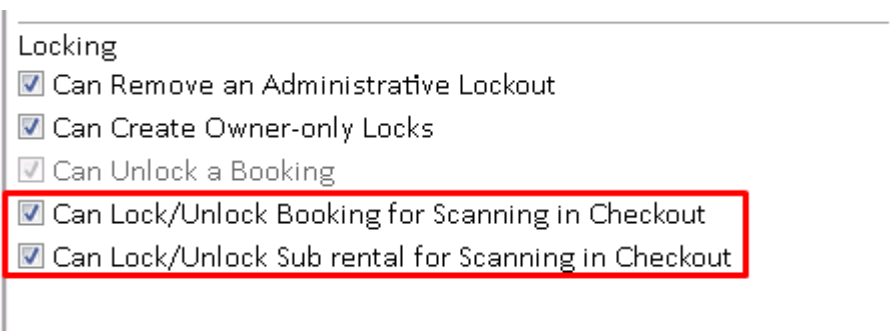 Locking
Can Remove an Administrative Lockout
Can Create Owner-only Locks
Can Unlock a Booking
Can Lock/Unlock Booking for Scanning in Checkout
Can Lock/Unlock Sub rental for Scanning in Checkout